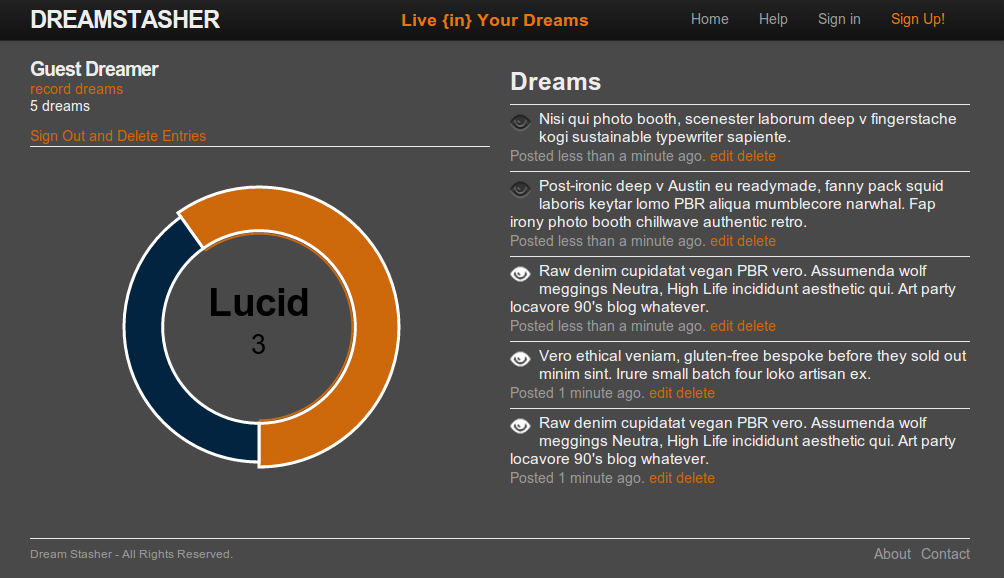 DREAMSTASHER
Live {in} Your Dreams
Home Help Sign in Sign Up!
Guest Dreamer
record dreams
5 dreams
Sign Out and Delete Entries
Lucid
3
Dreams
Nisi qui photo booth, scenester laborum deep v fingerstache
kogi sustainable typewriter sapiente.
Posted less than a minute ago. edit delete
Post-ironic deep v Austin eu readymade, fanny pack squid
laboris keytar lomo PBR aliqua mumblecore narwhal. Fap
irony photo booth chillwave authentic retro.
Posted less than a minute ago. edit delete
Raw denim cupidatat vegan PBR vero. Assumenda wolf
meggings Neutra, High Life incididunt aesthetic qui. Art party
locavore 90's blog whatever.
Posted less than a minute ago. edit delete
Vero ethical veniam, gluten-free bespoke before they sold out
minim sint. Irure small batch four loko artisan ex.
Posted 1 minute ago. edit delete
Raw denim cupidatat vegan PBR vero. Assumenda wolf
meggings Neutra, High Life incididunt aesthetic qui. Art party
locavore 90's blog whatever.
Posted 1 minute ago. edit delete
Dream Stasher - All Rights Reserved.
About Contact